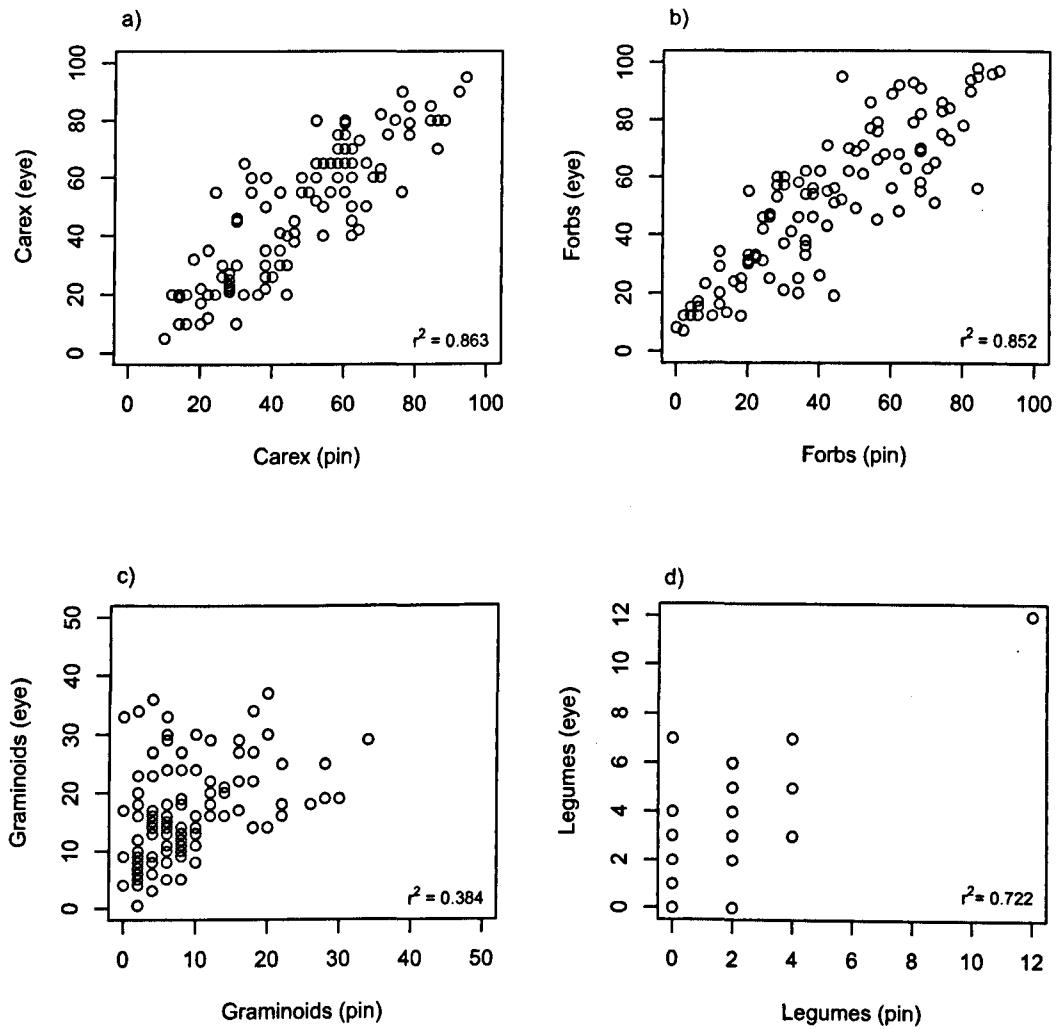 a)
100
80
60
40
20
0
Carex (eye)
r² = 0.863
0 20 40 60 80 100
Carex (pin)
b)
100
80
60
40
20
0
Forbs (eye)
r² = 0.852
0 20 40 60 80 100
Forbs (pin)
c)
50
40
30
20
10
0
Graminoids (eye)
r² = 0.384
0 10 20 30 40 50
Graminoids (pin)
d)
12
10
8
6
4
2
0
Legumes (eye)
r² = 0.722
0 2 4 6 8 10 12
Legumes (pin)